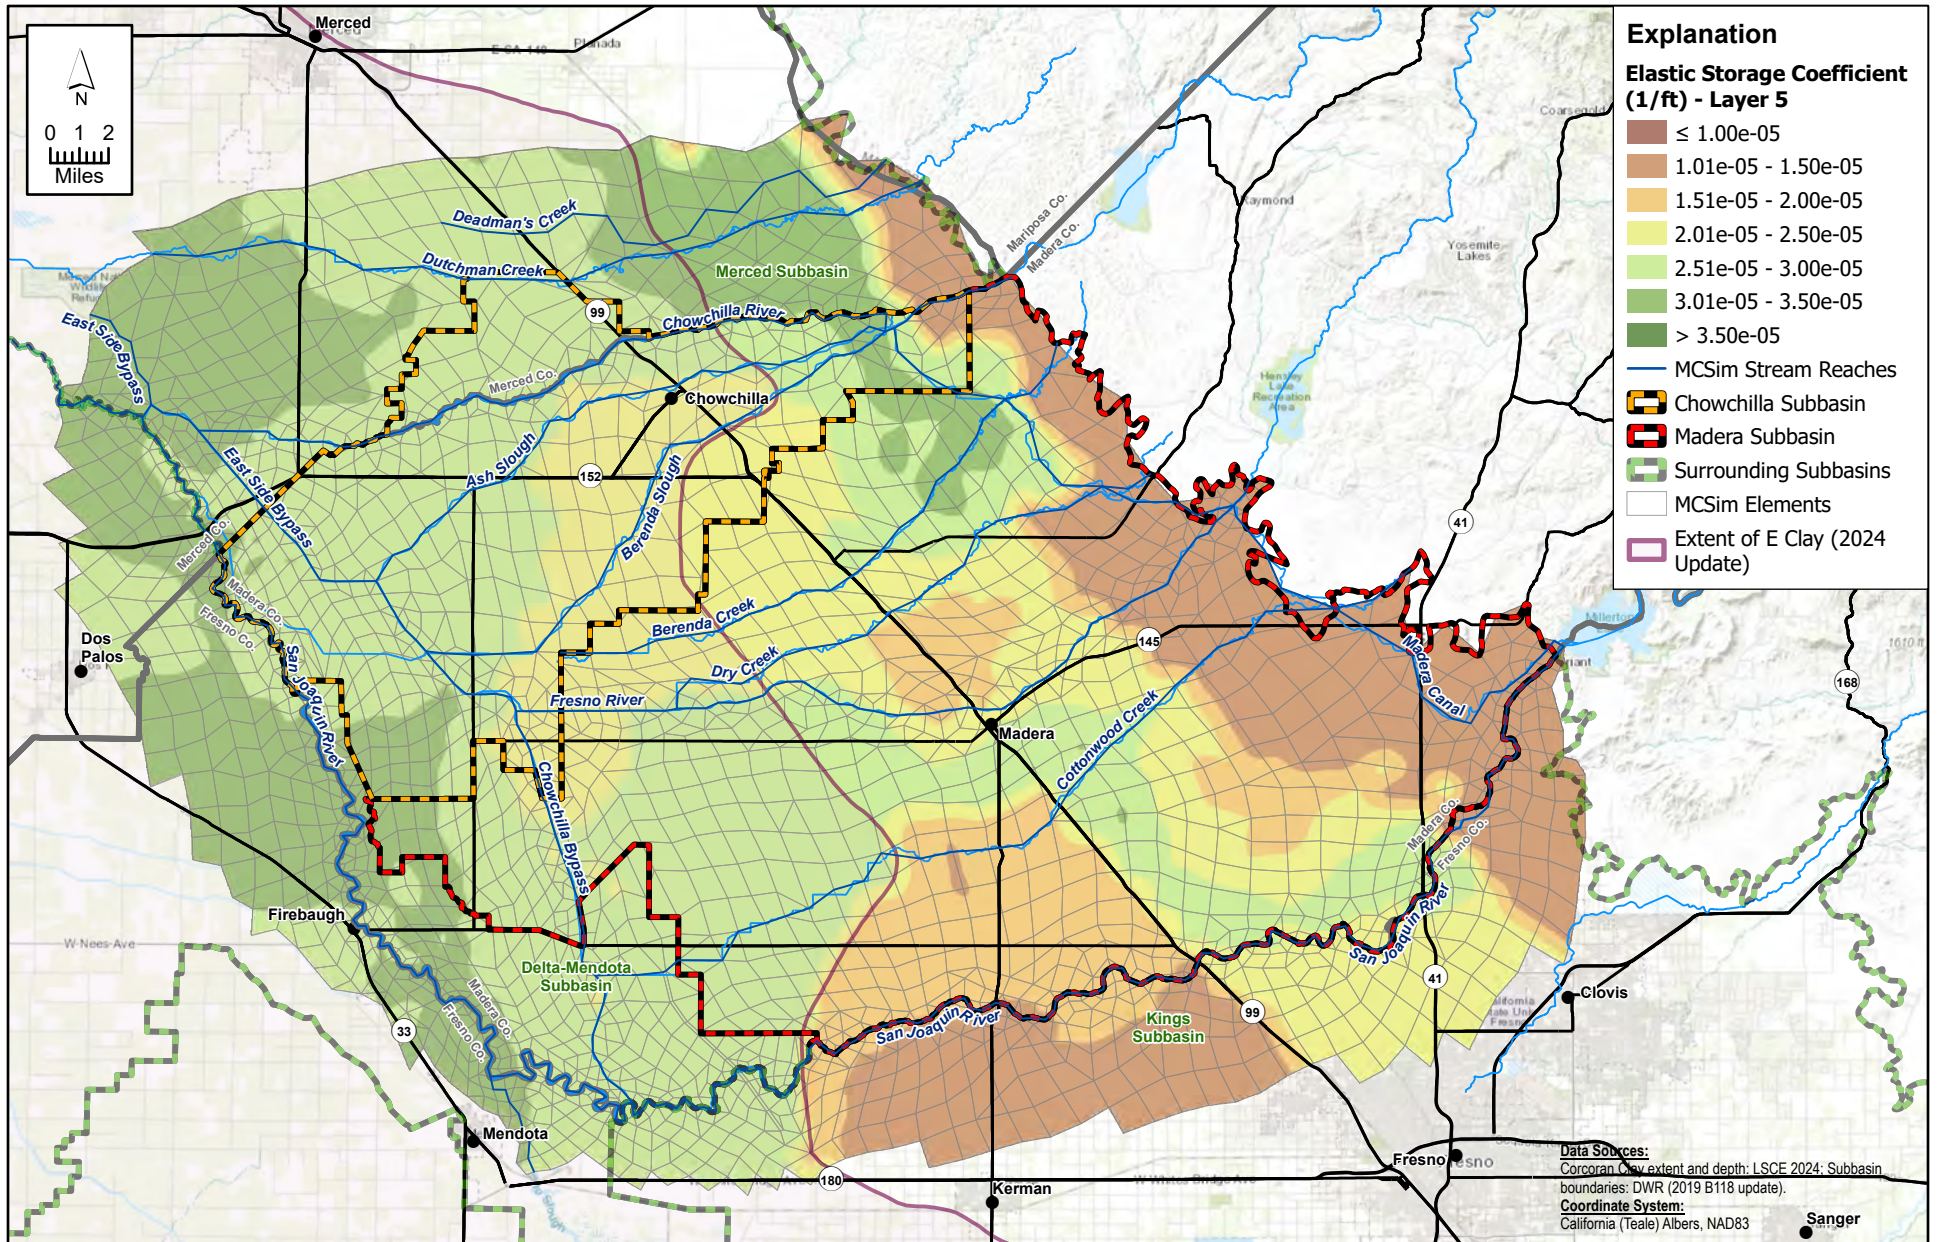 Explanation
Elastic Storage Coefficient
(1/ft) - Layer 5
≤ 1.00e-05
1.01e-05 - 1.50e-05
1.51e-05 - 2.00e-05
2.01e-05 - 2.50e-05
2.51e-05 - 3.00e-05
3.01e-05 - 3.50e-05
> 3.50e-05
MCSim Stream Reaches
Chowchilla Subbasin
Madera Subbasin
Surrounding Subbasins
MCSim Elements
Extent of E Clay (2024
Update)
N
0 1 2
Miles
Merced
E CA-140
Planada
Coarsegold
Raymond
Yosemite
Lakes
Mariposa Co.
Madera Co.
Deadman's Creek
Dutchman Creek
Merced Subbasin
99
Chowchilla River
East Side Bypass
Merced Co.
Hensley
Lake
Recreation
Area
Chowchilla
Ash Slough
152
Berenda Slough
East Side Bypass
41
Merced Co.
Madera Co.
Fresno Co.
Berenda Creek
145
Dos
Palos
San Joaquin River
Dry Creek
Fresno River
Madera Canal
168
Madera
Cottonwood Creek
Chowchilla Bypass
Madera Co.
Fresno Co.
Firebaugh
W-Nees-Ave
Delta-Mendota
Subbasin
San Joaquin River
41
Clovis
Madera Co.
Fresno Co.
33
San Joaquin River
Kings
Subbasin
99
Mendota
180
Kerman
Fresno
Sanger
Data Sources:
Corcoran Clay extent and depth: LSCE 2024; Subbasin
boundaries: DWR (2019 B118 update).
Coordinate System:
California (Teale) Albers, NAD83